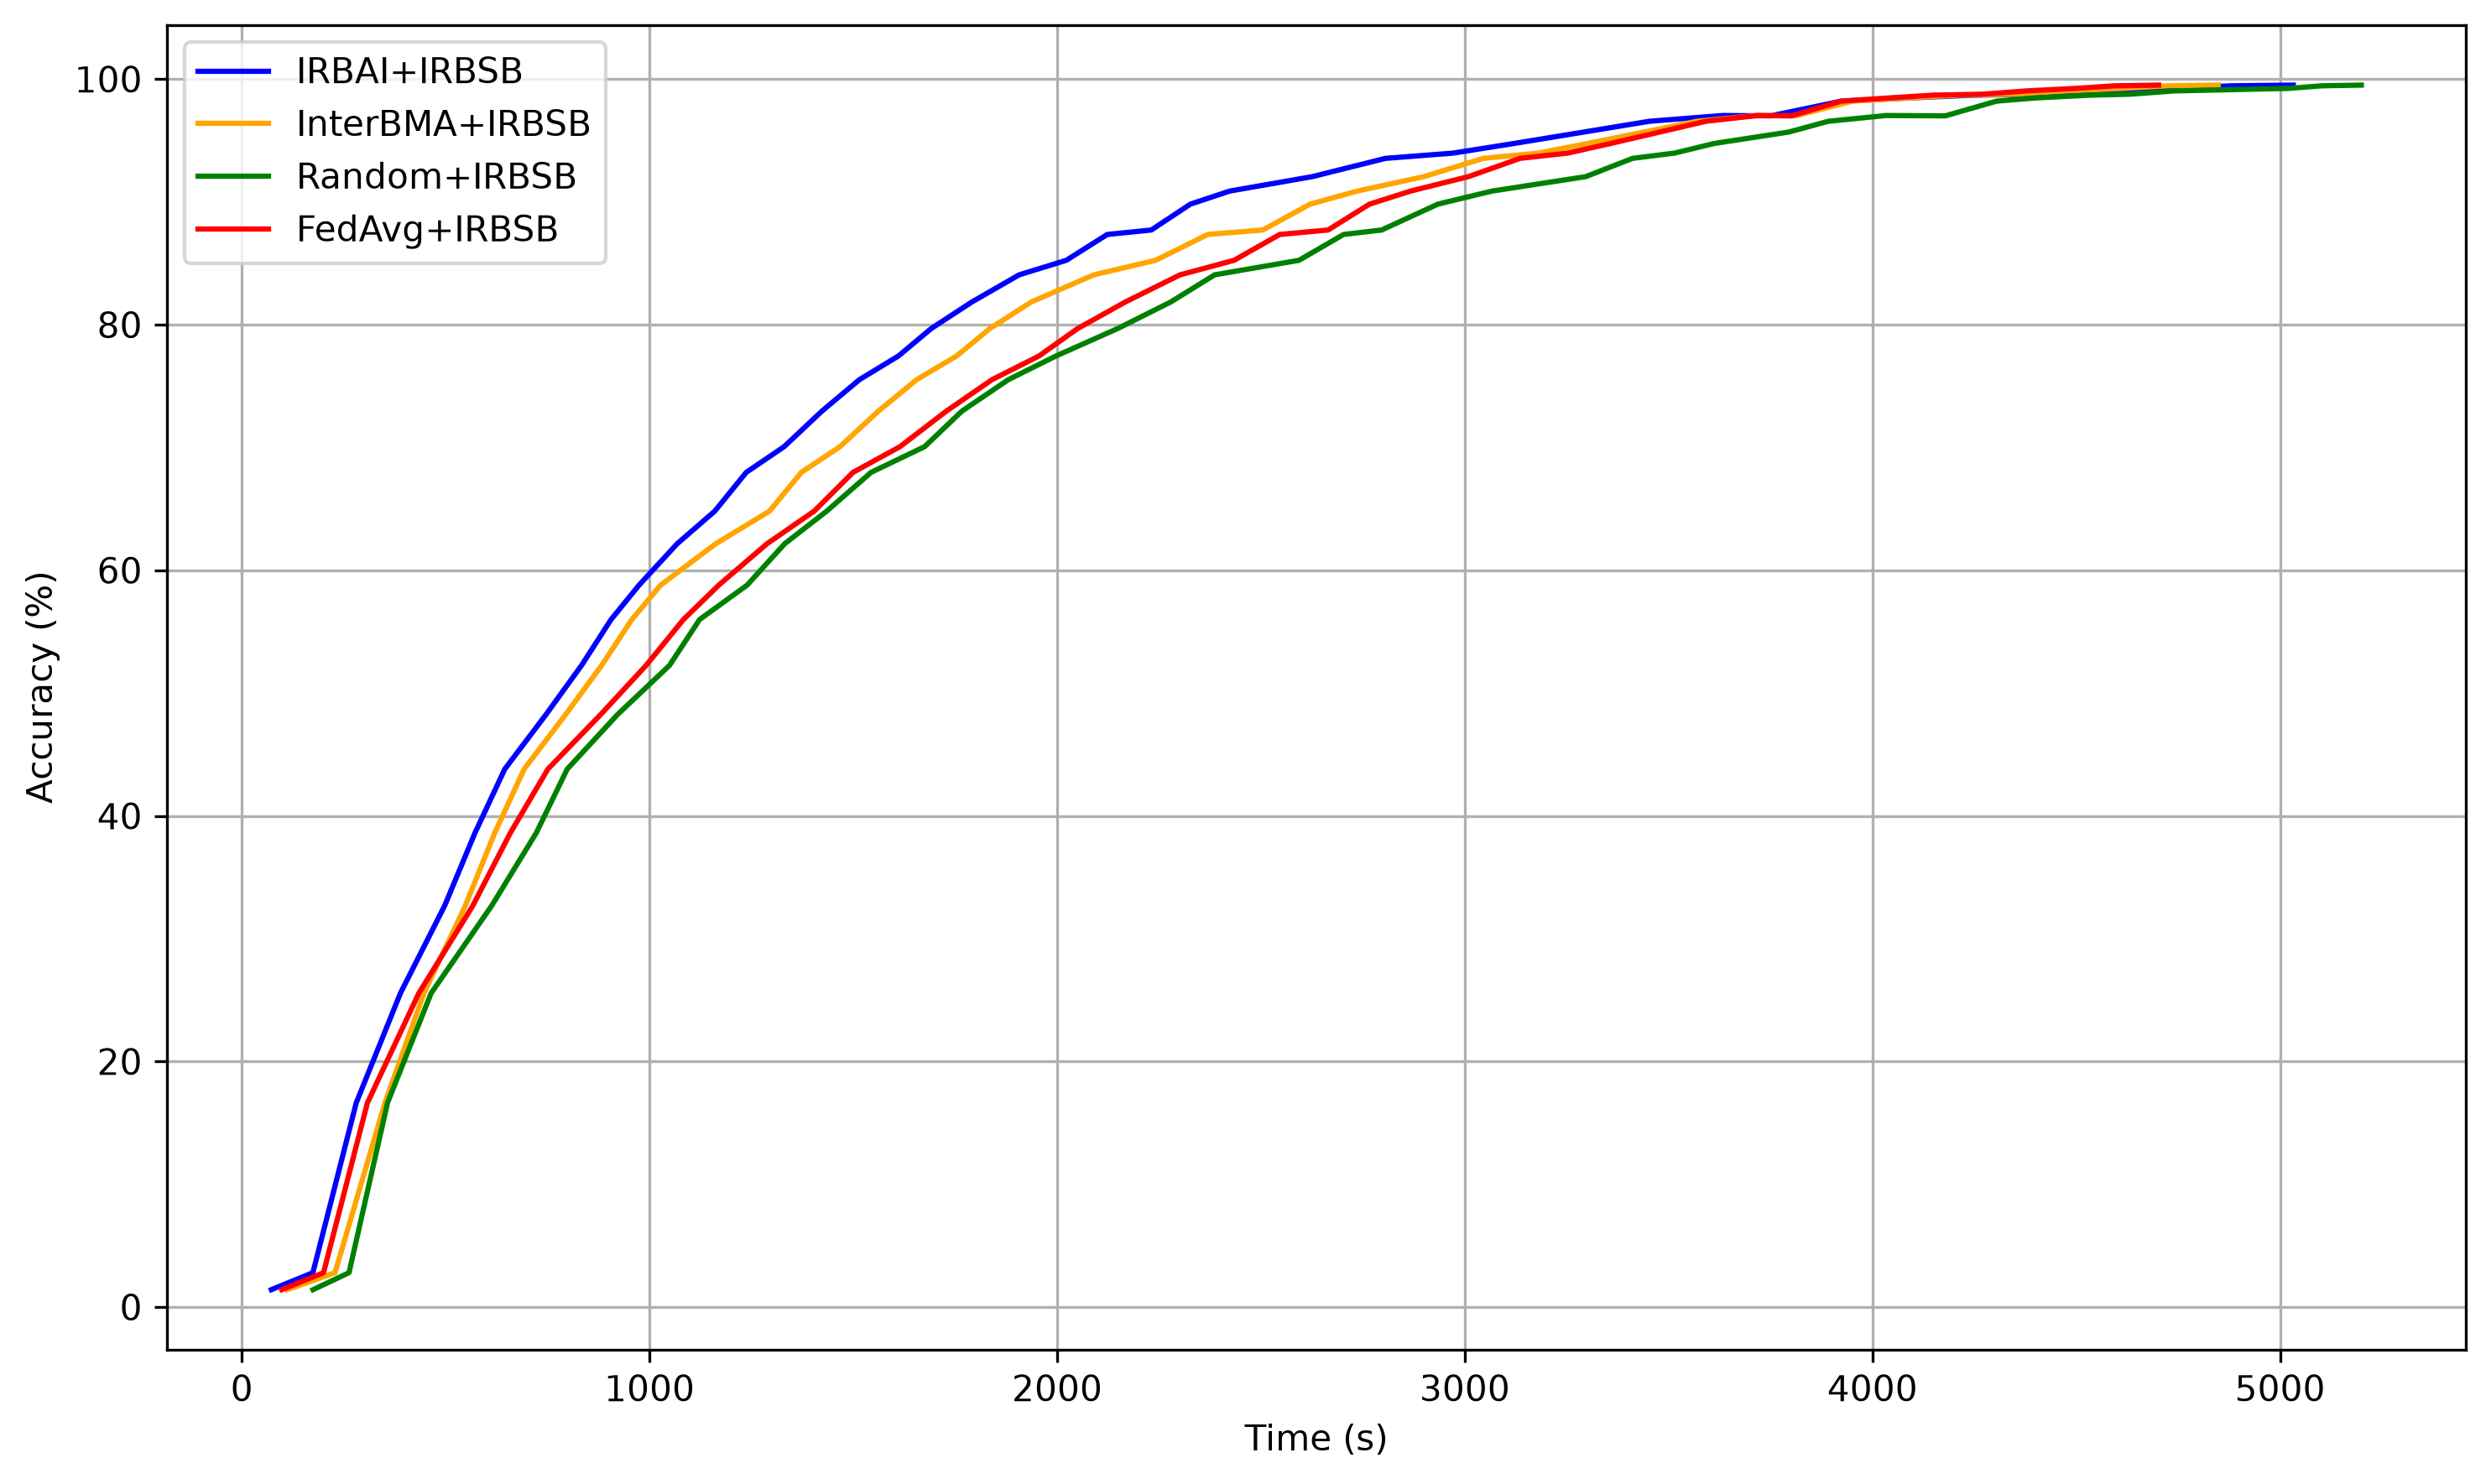 IRBAI+IRBSB
InterBMA+IRBSB
Random+IRBSB
FedAvg+IRBSB
100
80
60
40
20
0
Accuracy (%)
0 1000 2000 3000 4000 5000
Time (s)